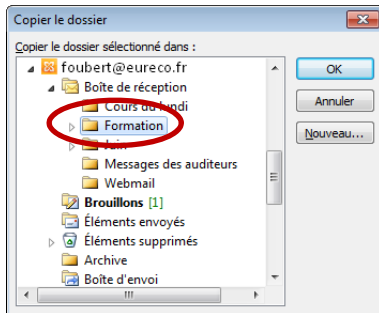 Copier le dossier
Copier le dossier sélectionné dans :
foubert@eureco.fr
Boîte de réception
Cours du lundi
Formation
Juin
Messages des auditeurs
Webmail
Brouillons [1]
Éléments envoyés
Éléments supprimés
Archive
Boîte d'envoi
OK
Annuler
Nouveau...